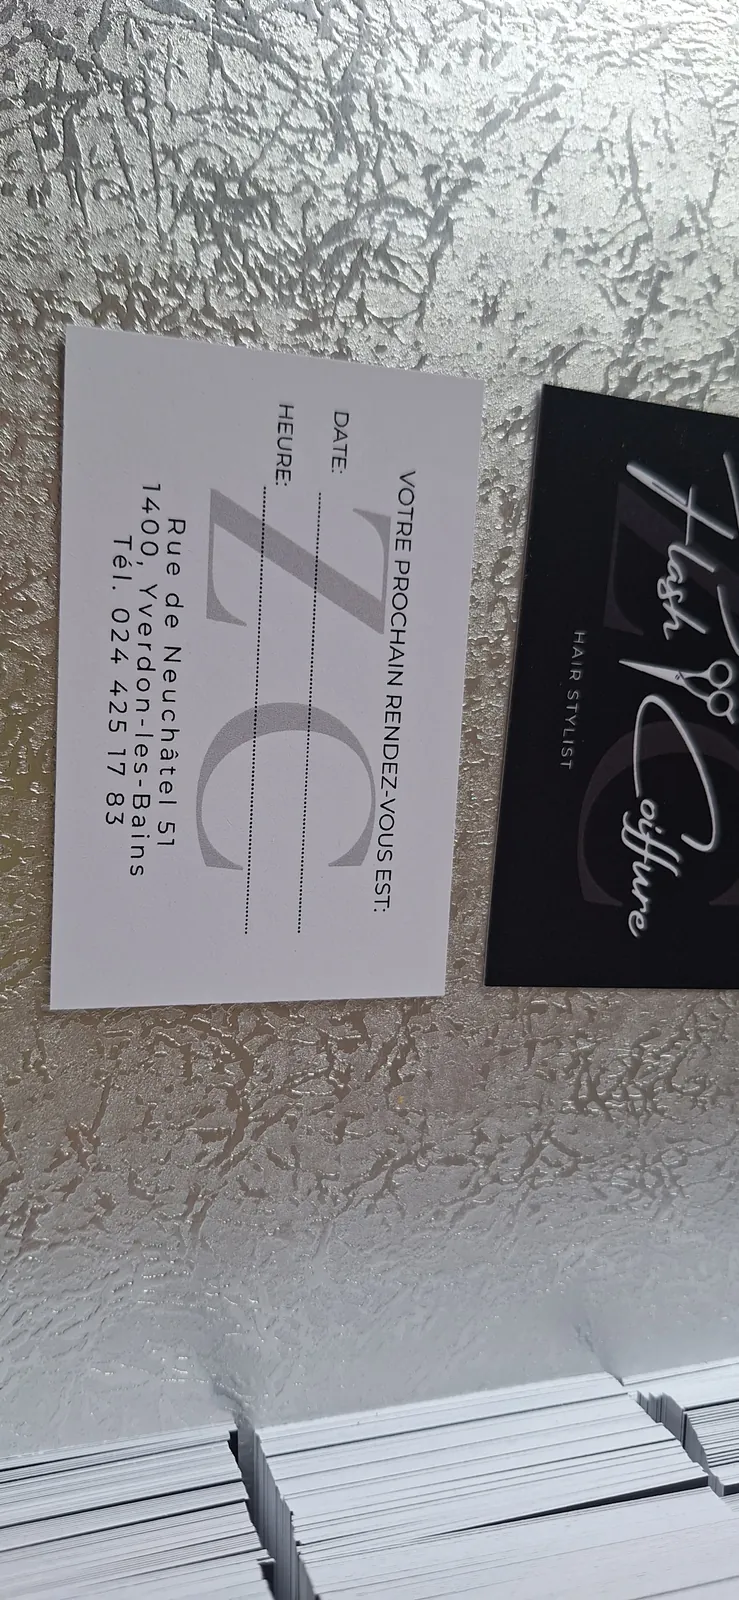 VOTRE PROCHAIN RENDEZ-VOUS EST:
DATE:
HEURE:
Z C
Rue de Neuchâtel 51
1400, Yverdon-les-Bains
Tél. 024 425 17 83
Flash Coiffure
HAIR STYLIST
Z C